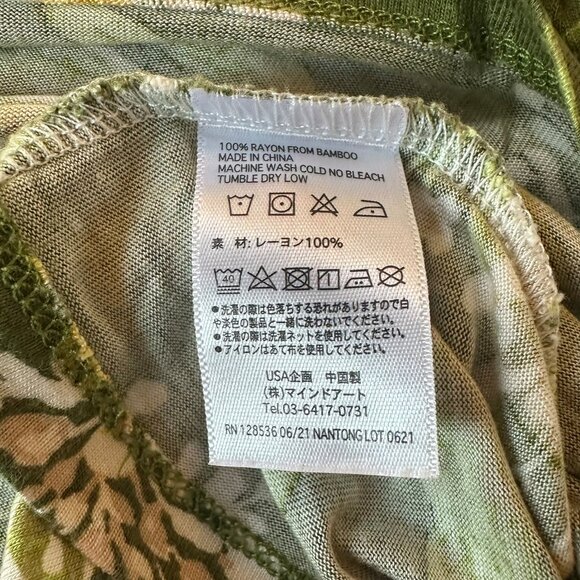 100% RAYON FROM BAMBOO
MADE IN CHINA
MACHINE WASH COLD NO BLEACH
TUMBLE DRY LOW
素 材: レーヨン100%
40
●洗濯の際は色落ちする恐れがありますので白
や淡色の製品と一緒に洗わないでください。
●洗濯の際は洗濯ネットを使用してください。
●アイロンはあて布を使用してください。
USA企画 中国製
(株)マインドアート
Tel.03-6417-0731
RN 128536 06/21 NANTONG LOT 0621